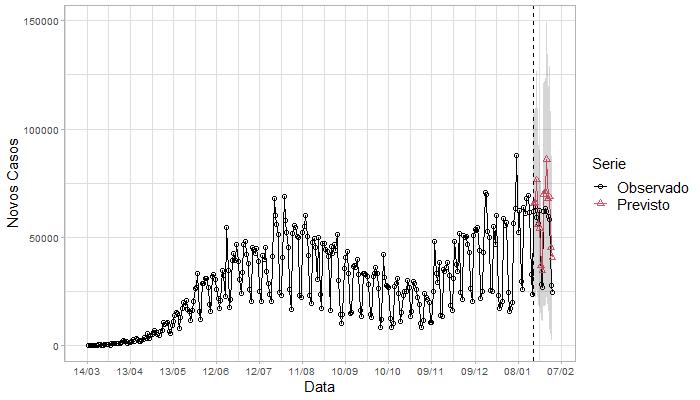 150000
100000
50000
0
Novos Casos
14/03 13/04 13/05 12/06 12/07 11/08 10/09 10/10 09/11 09/12 08/01 07/02
Data
Serie
Observado
Previsto